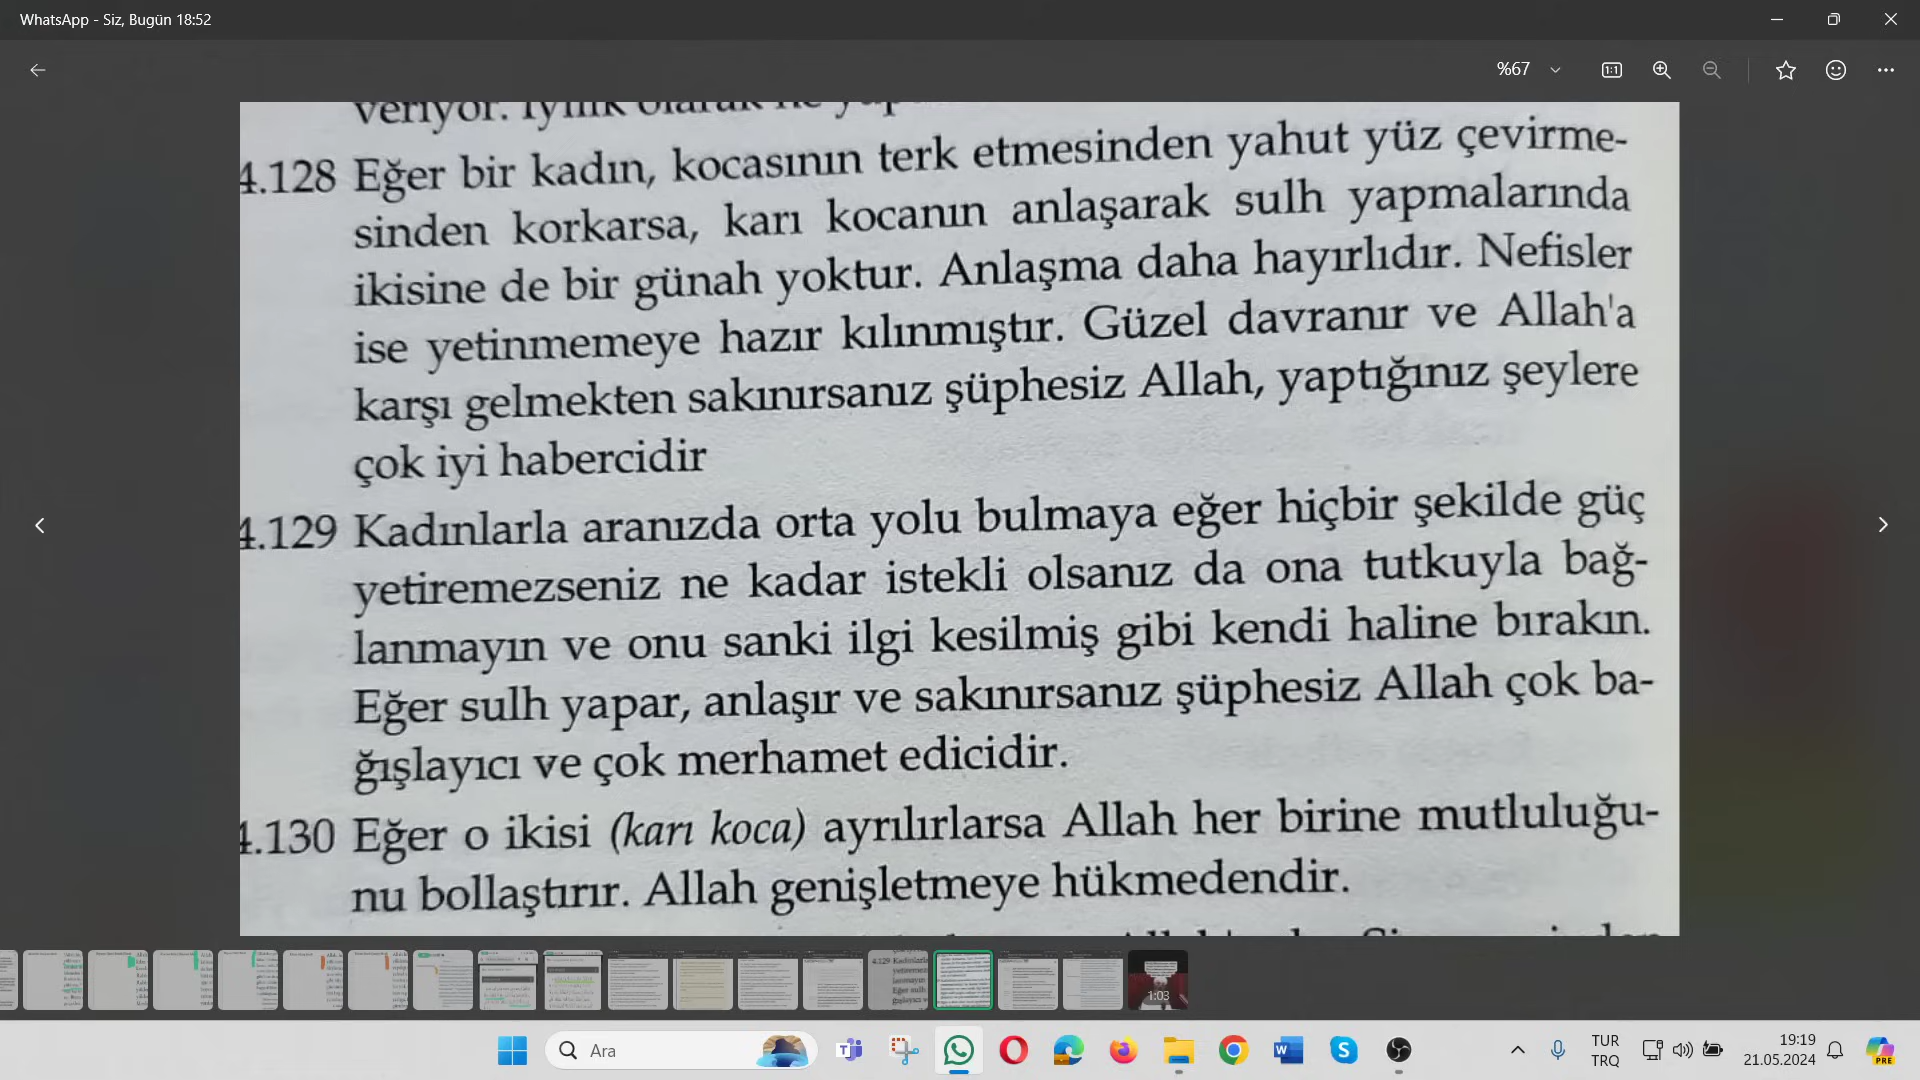 WhatsApp - Siz, Bugün 18:52
%67
1:1
4.128 Eğer bir kadın, kocasının terk etmesinden yahut yüz çevirme-
sinden korkarsa, karı kocanın anlaşarak sulh yapmalarında
ikisine de bir günah yoktur. Anlaşma daha hayırlıdır. Nefisler
ise yetinmemeye hazır kılınmıştır. Güzel davranır ve Allah'a
karşı gelmekten sakınırsanız şüphesiz Allah, yaptığınız şeylere
çok iyi habercidir
4.129 Kadınlarla aranızda orta yolu bulmaya eğer hiçbir şekilde güç
yetiremezseniz ne kadar istekli olsanız da ona tutkuyla bağ-
lanmayın ve onu sanki ilgi kesilmiş gibi kendi haline bırakın.
Eğer sulh yapar, anlaşır ve sakınırsanız şüphesiz Allah çok ba-
ğışlayıcı ve çok merhamet edicidir.
4.130 Eğer o ikisi (karı koca) ayrılırlarsa Allah her birine mutluluğu-
nu bollaştırır. Allah genişletmeye hükmedendir.
1:03
Ara
TUR
TRQ
19:19
21.05.2024
PRE